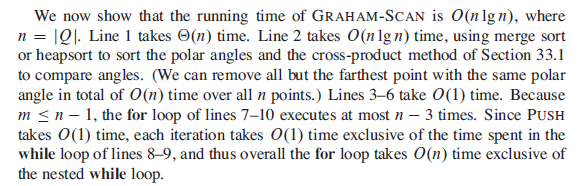 We now show that the running time of GRAHAM-SCAN is O(n lg n), where
n = |Q|. Line 1 takes Θ(n) time. Line 2 takes O(n lg n) time, using merge sort
or heapsort to sort the polar angles and the cross-product method of Section 33.1
to compare angles. (We can remove all but the farthest point with the same polar
angle in total of O(n) time over all n points.) Lines 3–6 take O(1) time. Because
m ≤ n − 1, the for loop of lines 7–10 executes at most n − 3 times. Since PUSH
takes O(1) time, each iteration takes O(1) time exclusive of the time spent in the
while loop of lines 8–9, and thus overall the for loop takes O(n) time exclusive of
the nested while loop.